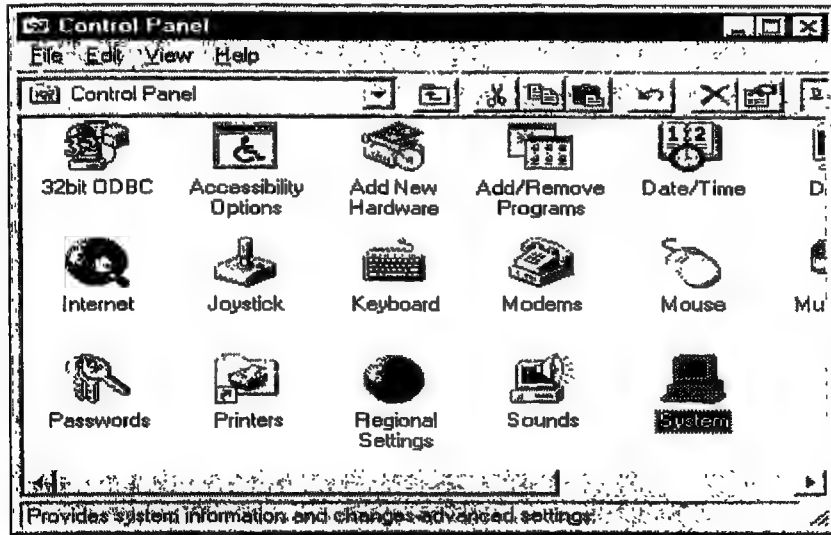 Control Panel
File Edit View Help
Control Panel
32bit ODBC Accessibility Options Add New Hardware Add/Remove Programs Date/Time
Internet Joystick Keyboard Modems Mouse Mu
Passwords Printers Regional Settings Sounds System
Provides system information and changes advanced settings.